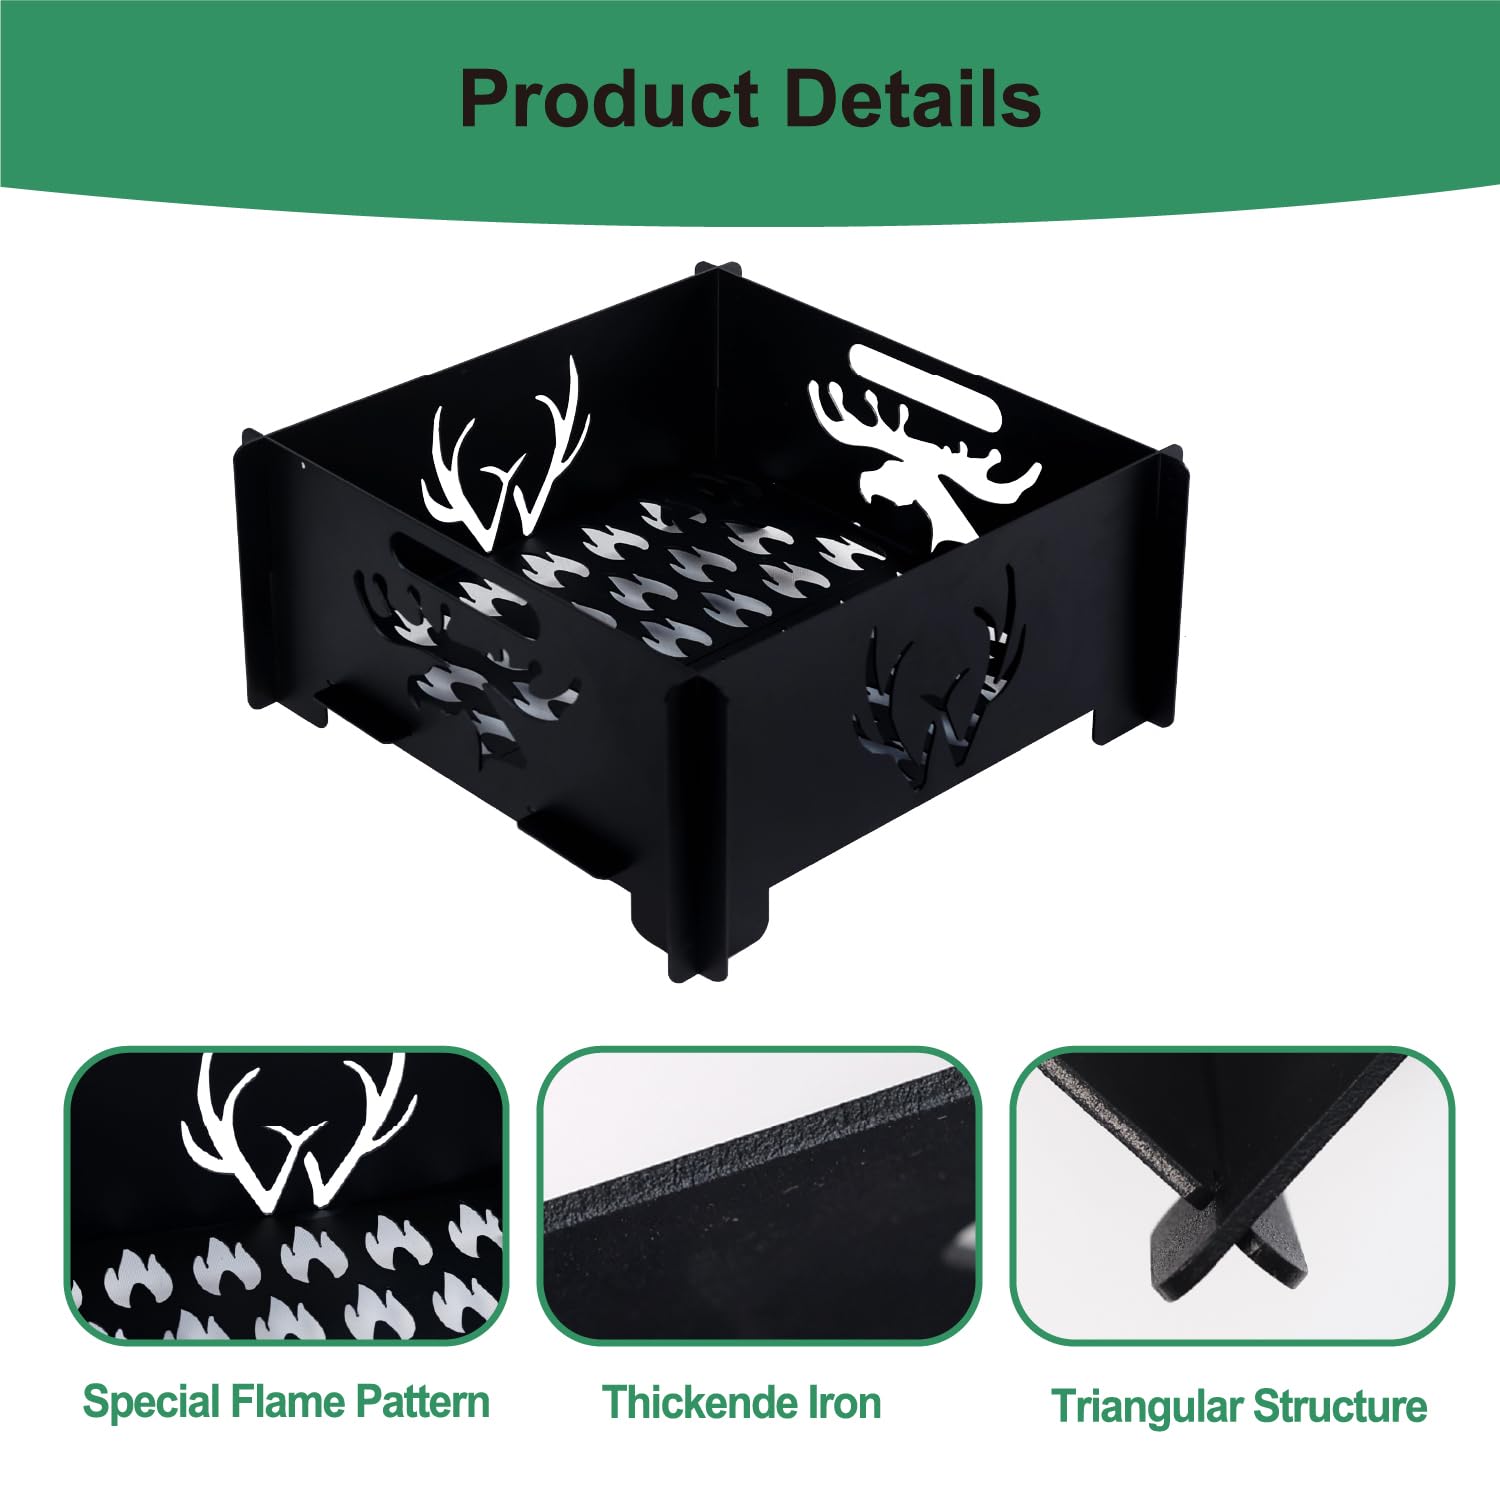 Product Details
Special Flame Pattern
Thickende Iron
Triangular Structure